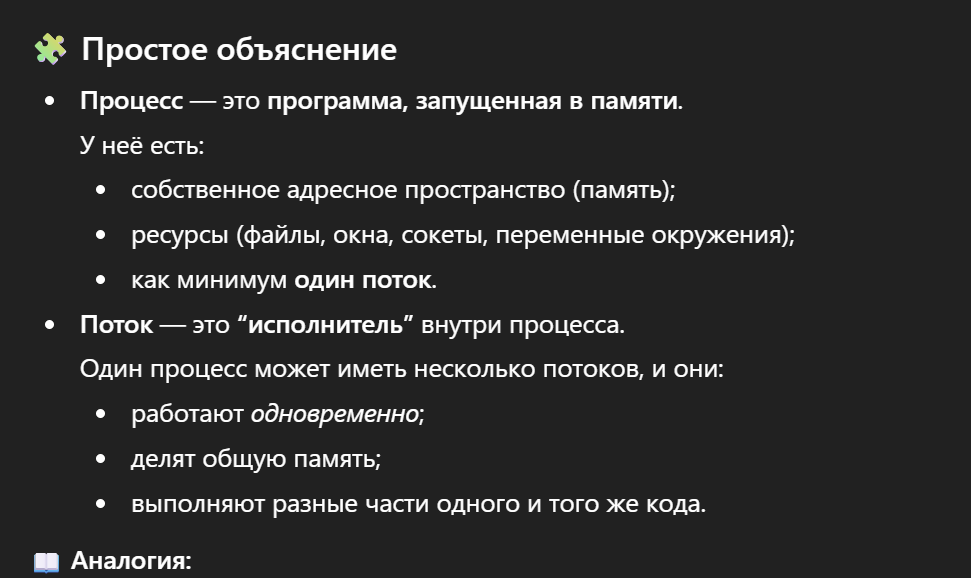 🧩 Простое объяснение
• Процесс — это программа, запущенная в памяти.
У неё есть:
• собственное адресное пространство (память);
• ресурсы (файлы, окна, сокеты, переменные окружения);
• как минимум один поток.
• Поток — это “исполнитель” внутри процесса.
Один процесс может иметь несколько потоков, и они:
• работают одновременно;
• делят общую память;
• выполняют разные части одного и того же кода.
📖 Аналогия: